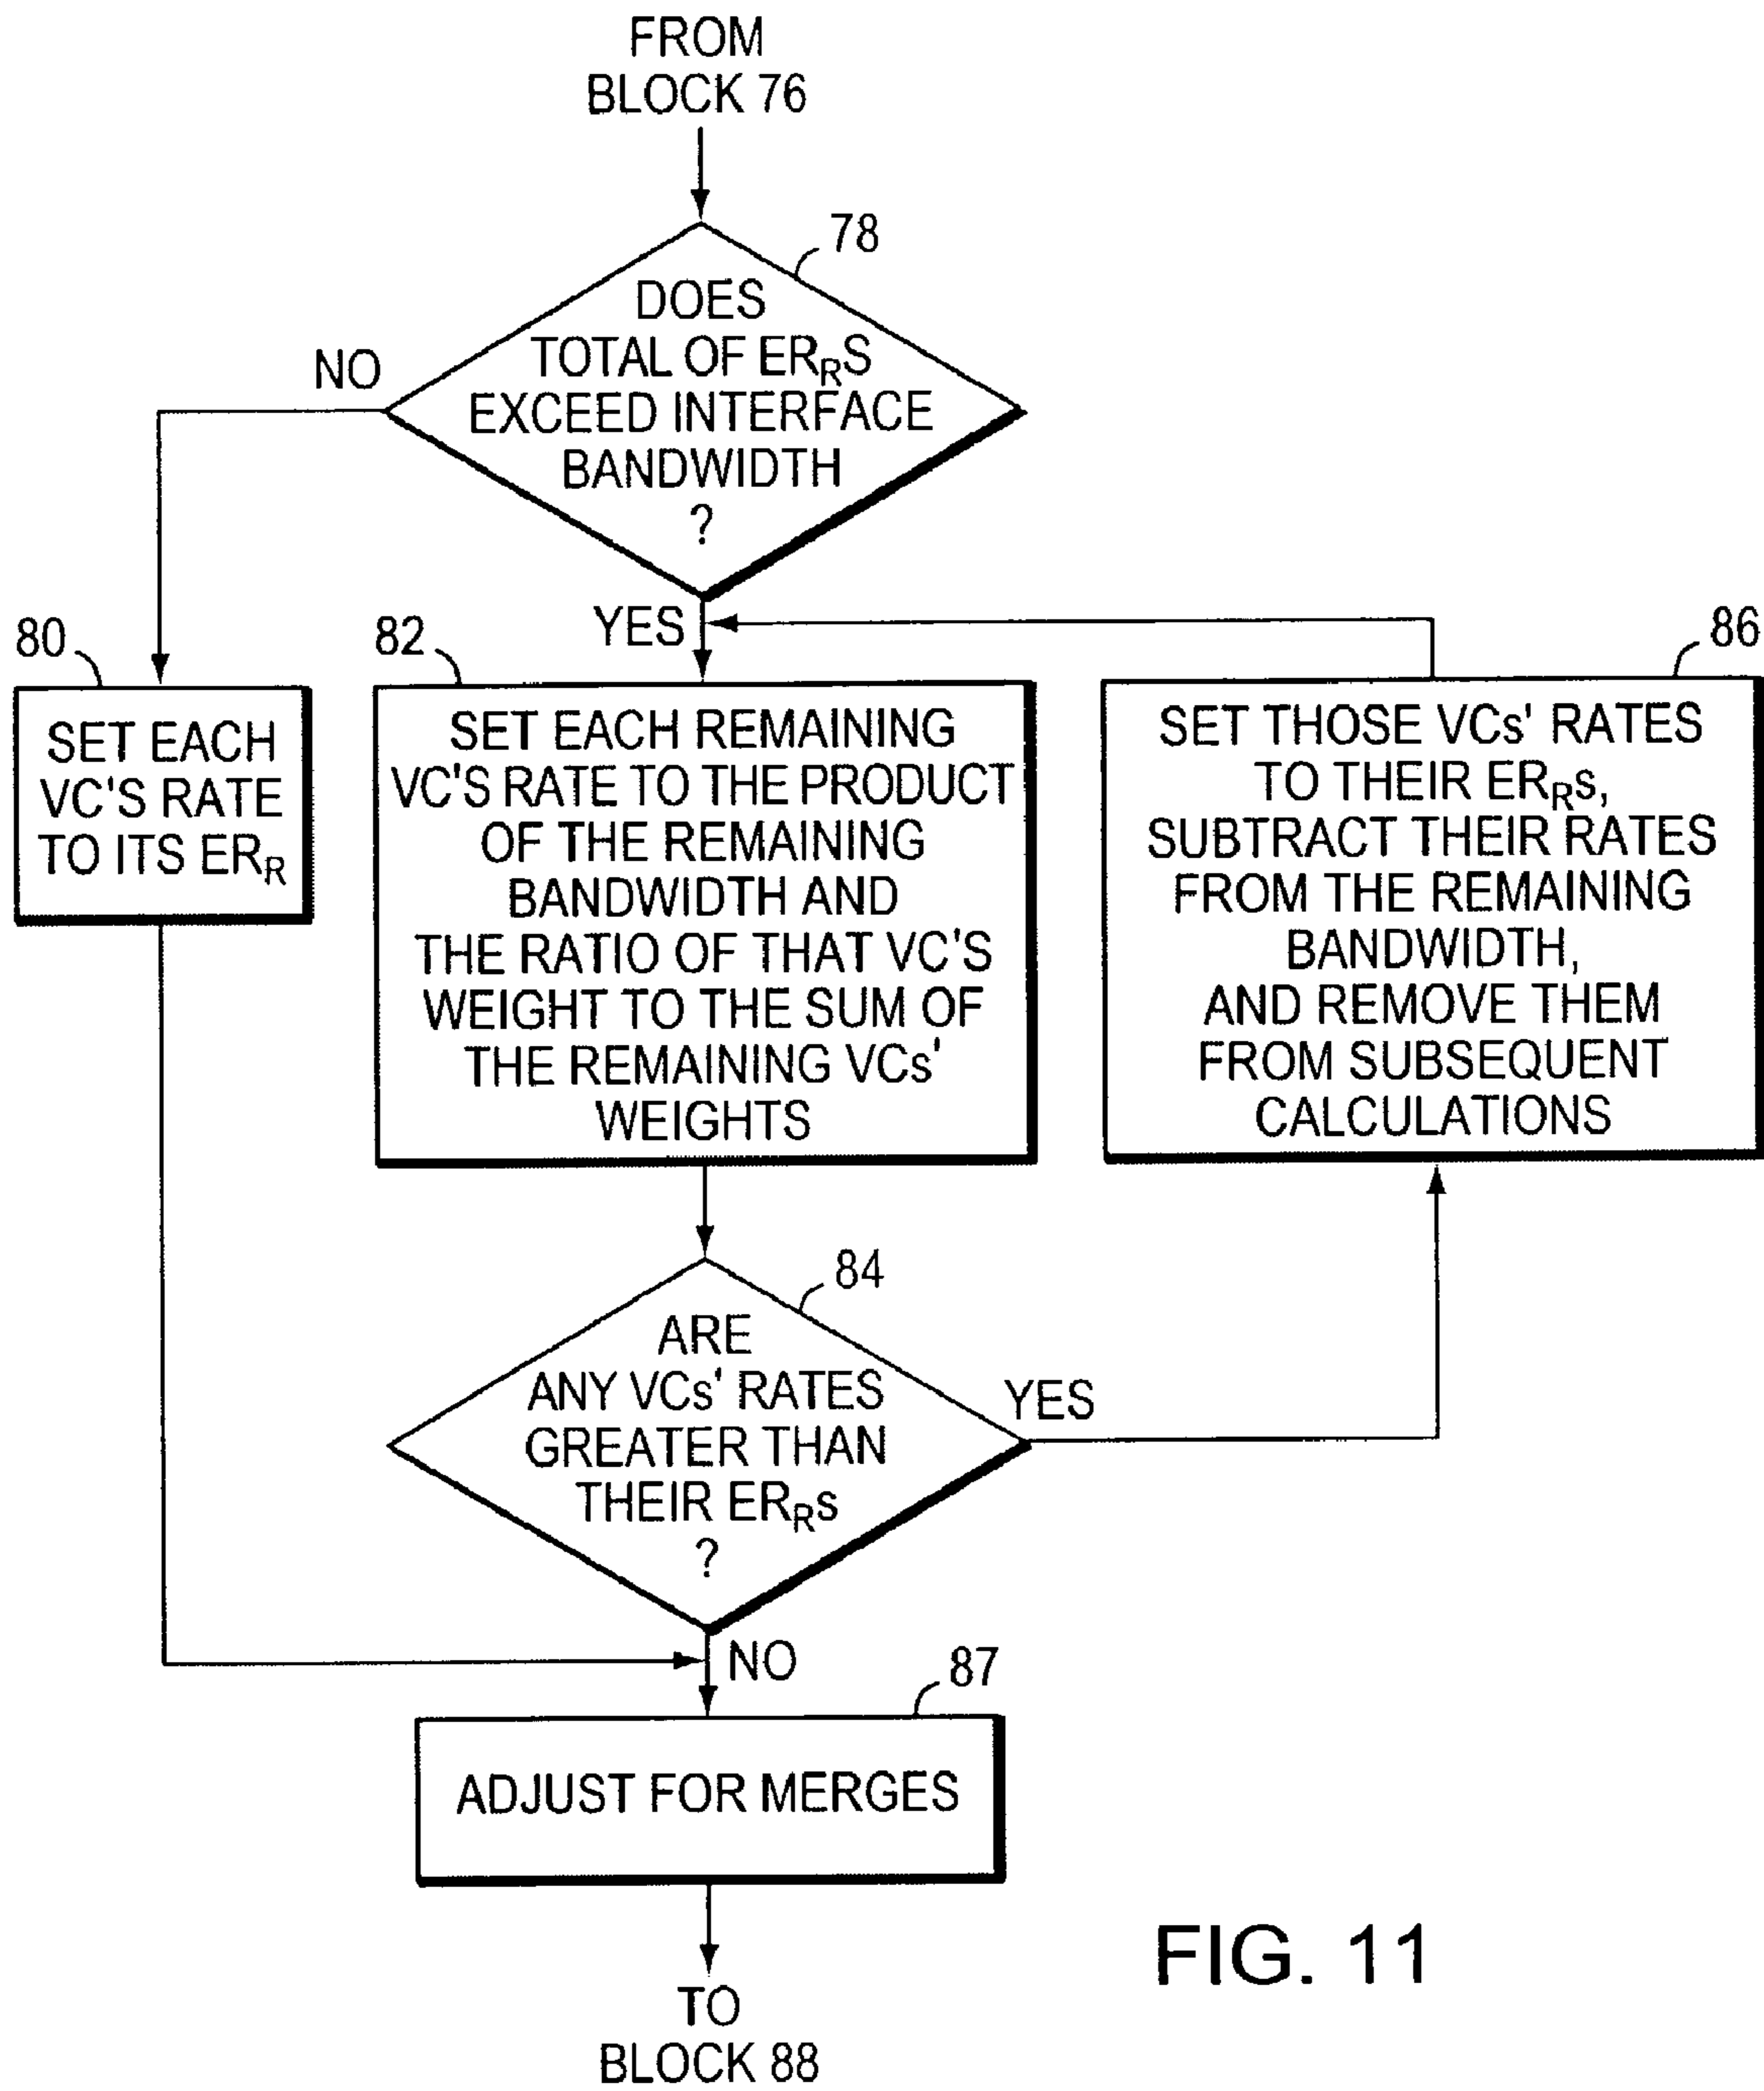 FROM
BLOCK 76
78
DOES
TOTAL OF ERRS
EXCEED INTERFACE
BANDWIDTH
?
NO
YES
80
SET EACH
VC'S RATE
TO ITS ERR
82
SET EACH REMAINING
VC'S RATE TO THE PRODUCT
OF THE REMAINING
BANDWIDTH AND
THE RATIO OF THAT VC'S
WEIGHT TO THE SUM OF
THE REMAINING VCs'
WEIGHTS
86
SET THOSE VCs' RATES
TO THEIR ERRs,
SUBTRACT THEIR RATES
FROM THE REMAINING
BANDWIDTH,
AND REMOVE THEM
FROM SUBSEQUENT
CALCULATIONS
84
ARE
ANY VCs' RATES
GREATER THAN
THEIR ERRs
?
YES
NO
87
ADJUST FOR MERGES
TO
BLOCK 88
FIG. 11